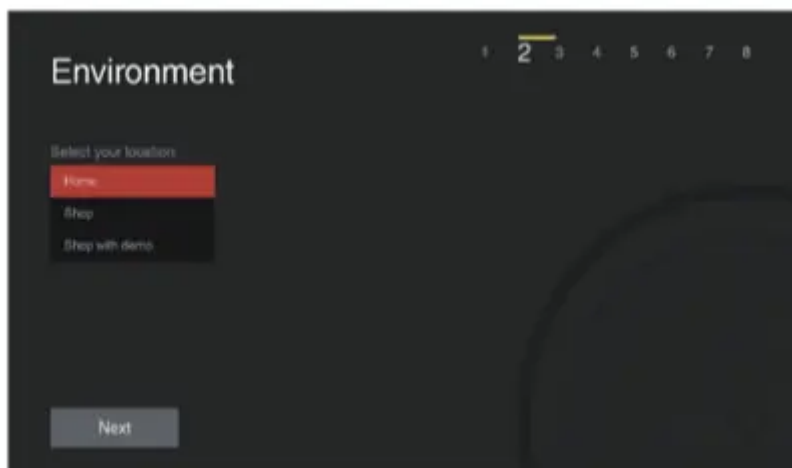 Environment
1 2 3 4 5 6 7 8
Select your location
Home
Shop
Shop with demo
Next